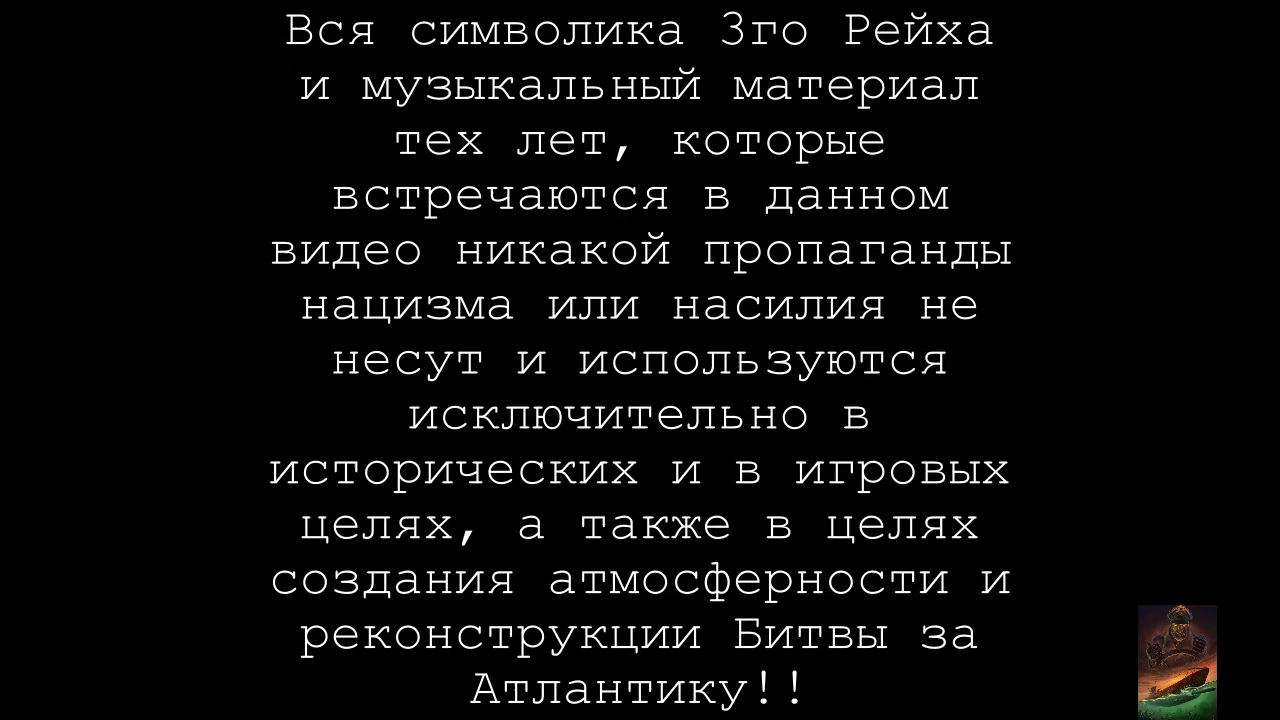 Вся символика 3го Рейха
и музыкальный материал
тех лет, которые
встречаются в данном
видео никакой пропаганды
нацизма или насилия не
несут и используются
исключительно в
исторических и в игровых
целях, а также в целях
создания атмосферности и
реконструкции Битвы за
Атлантику!!